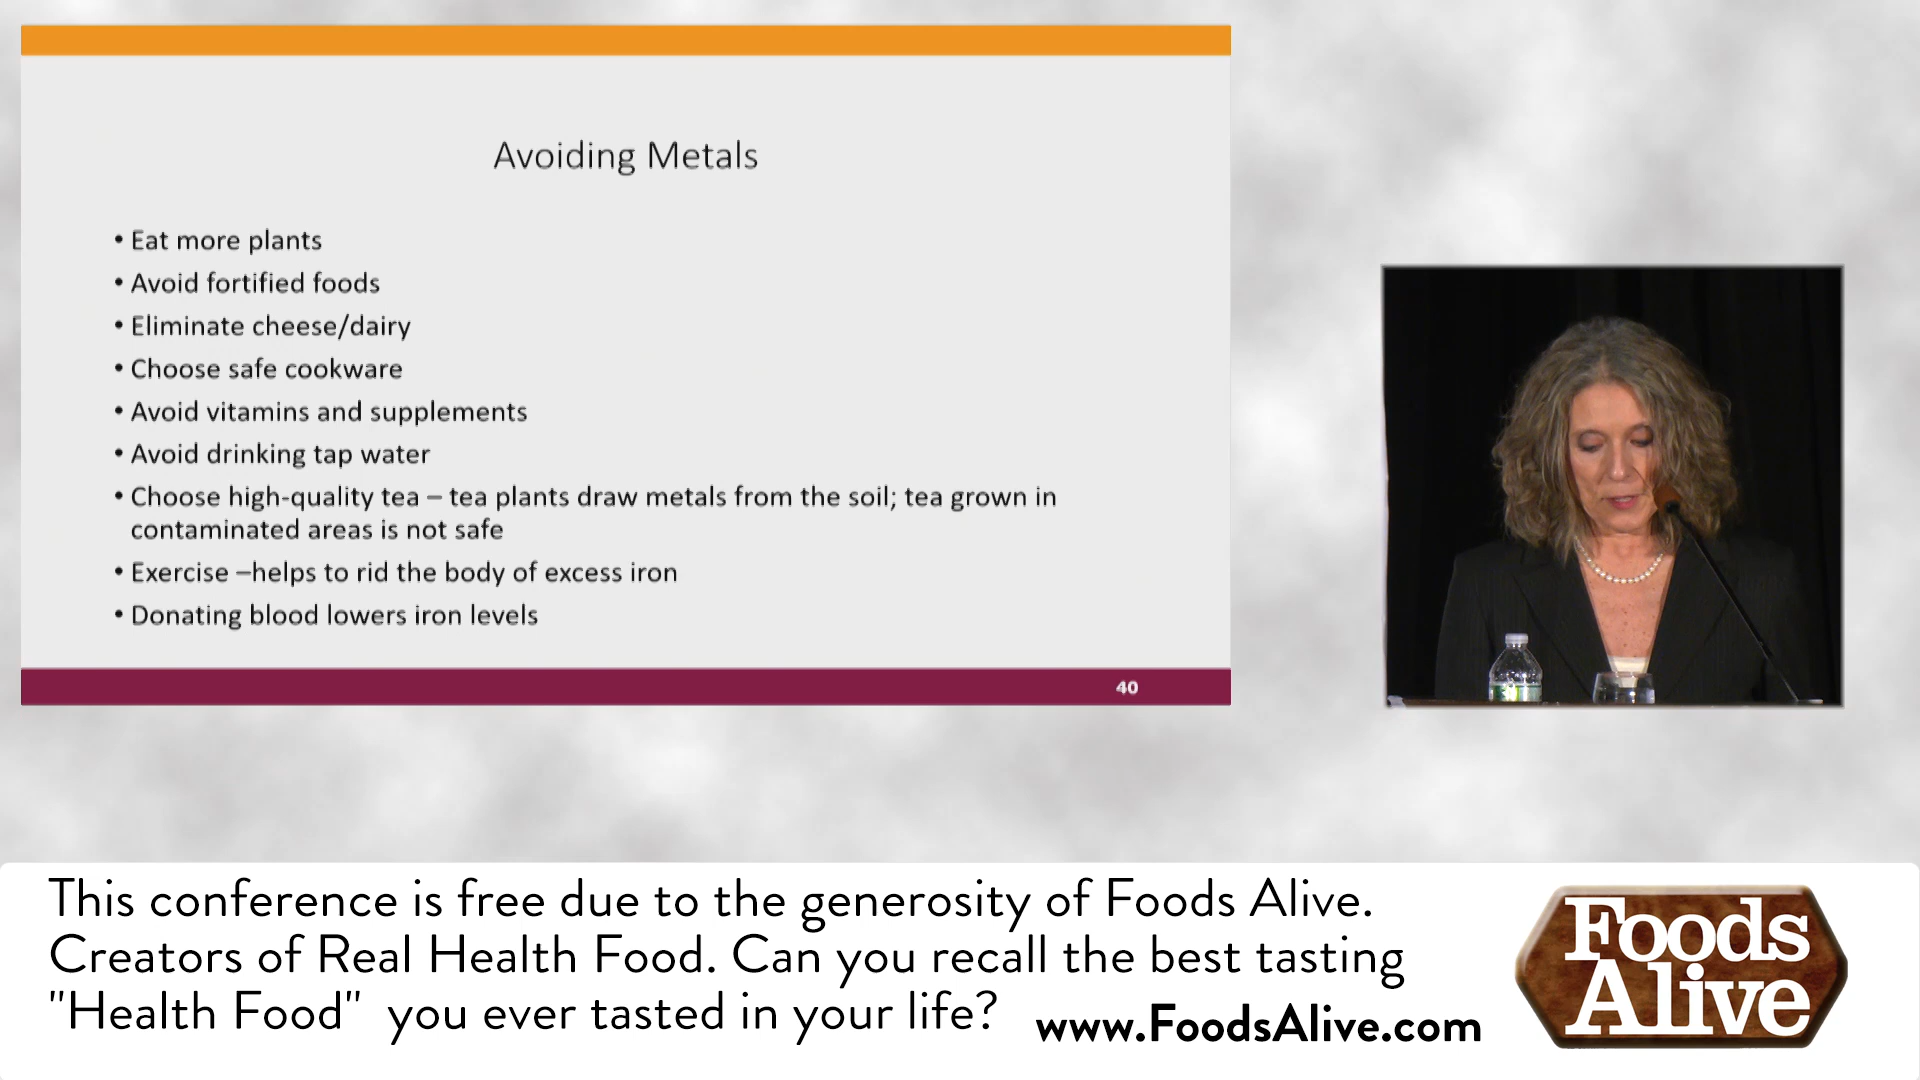 Avoiding Metals
• Eat more plants
• Avoid fortified foods
• Eliminate cheese/dairy
• Choose safe cookware
• Avoid vitamins and supplements
• Avoid drinking tap water
• Choose high-quality tea – tea plants draw metals from the soil; tea grown in
contaminated areas is not safe
• Exercise –helps to rid the body of excess iron
• Donating blood lowers iron levels
40
This conference is free due to the generosity of Foods Alive.
Creators of Real Health Food. Can you recall the best tasting
"Health Food" you ever tasted in your life?
www.FoodsAlive.com
Foods
Alive